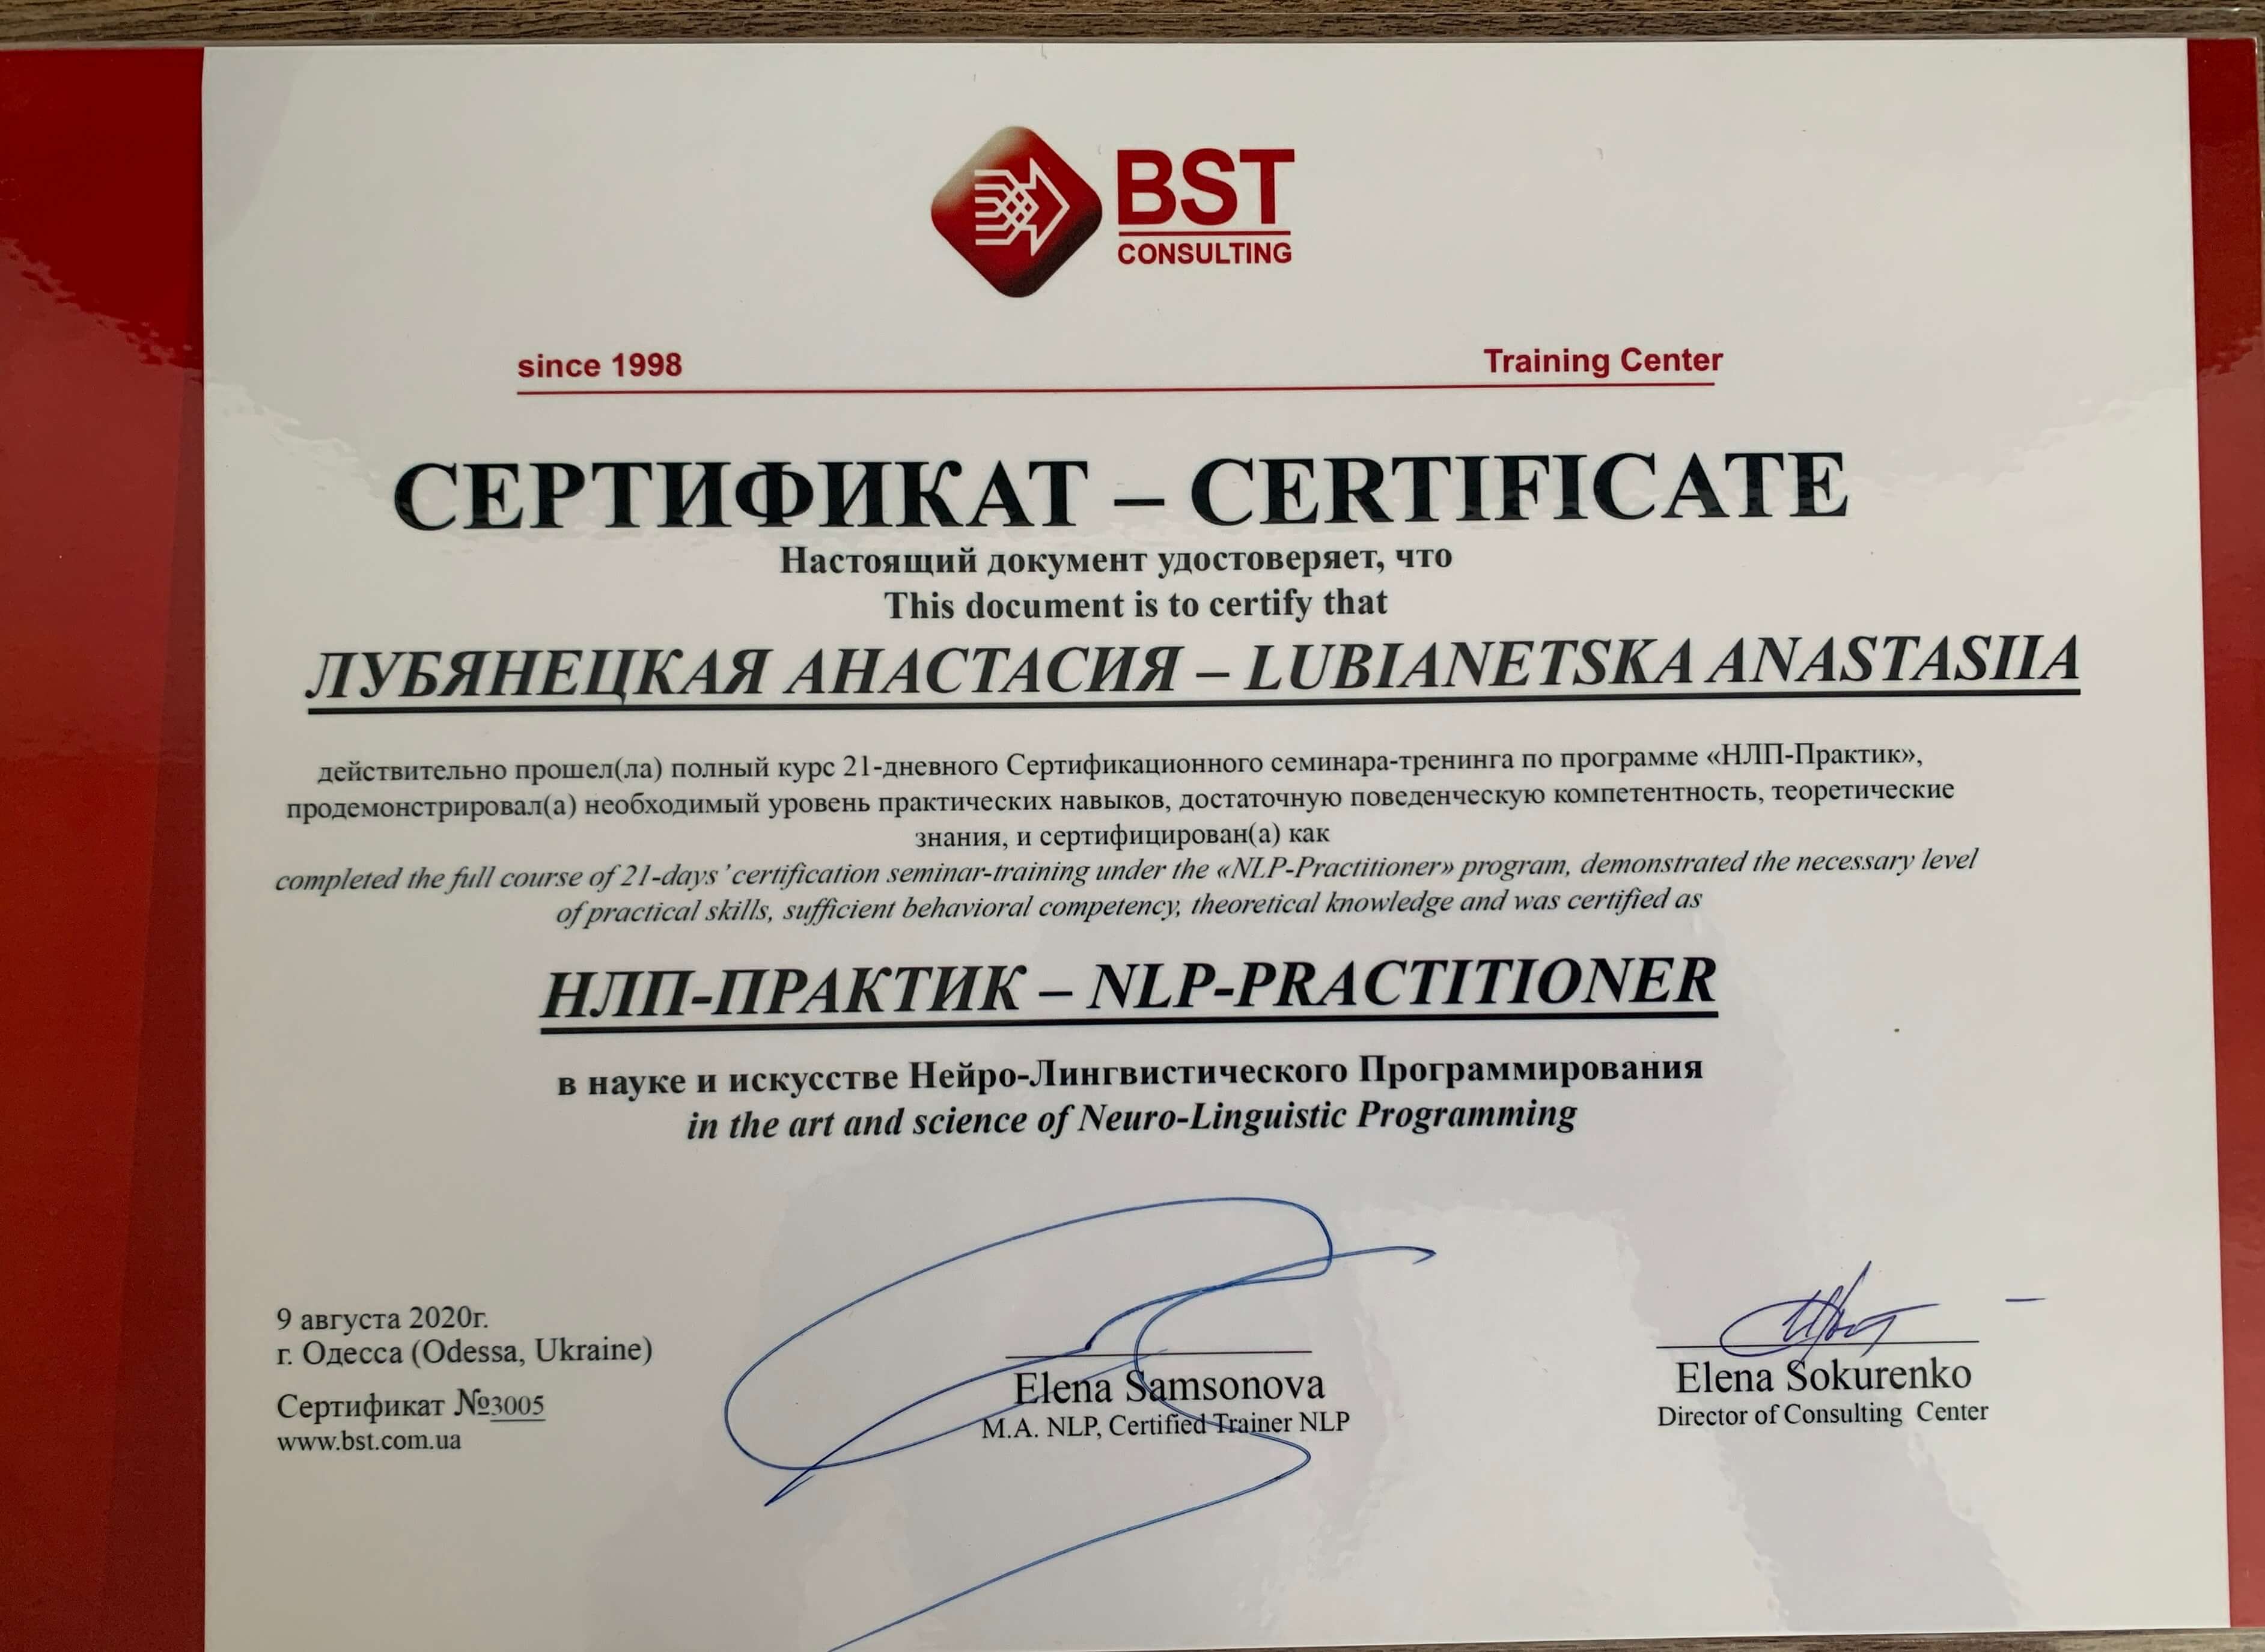 BST
CONSULTING
since 1998 Training Center
СЕРТИФИКАТ – CERTIFICATE
Настоящий документ удостоверяет, что
This document is to certify that
ЛУБЯНЕЦКАЯ АНАСТАСИЯ – LUBIANETSKA ANASTASIIA
действительно прошел(ла) полный курс 21-дневного Сертификационного семинара-тренинга по программе «НЛП-Практик»,
продемонстрировал(а) необходимый уровень практических навыков, достаточную поведенческую компетентность, теоретические
знания, и сертифицирован(а) как
completed the full course of 21-days' certification seminar-training under the «NLP-Practitioner» program, demonstrated the necessary level
of practical skills, sufficient behavioral competency, theoretical knowledge and was certified as
НЛП-ПРАКТИК – NLP-PRACTITIONER
в науке и искусстве Нейро-Лингвистического Программирования
in the art and science of Neuro-Linguistic Programming
9 августа 2020г.
г. Одесса (Odessa, Ukraine)
Сертификат №3005
www.bst.com.ua
Elena Samsonova
M.A. NLP, Certified Trainer NLP
Elena Sokurenko
Director of Consulting Center